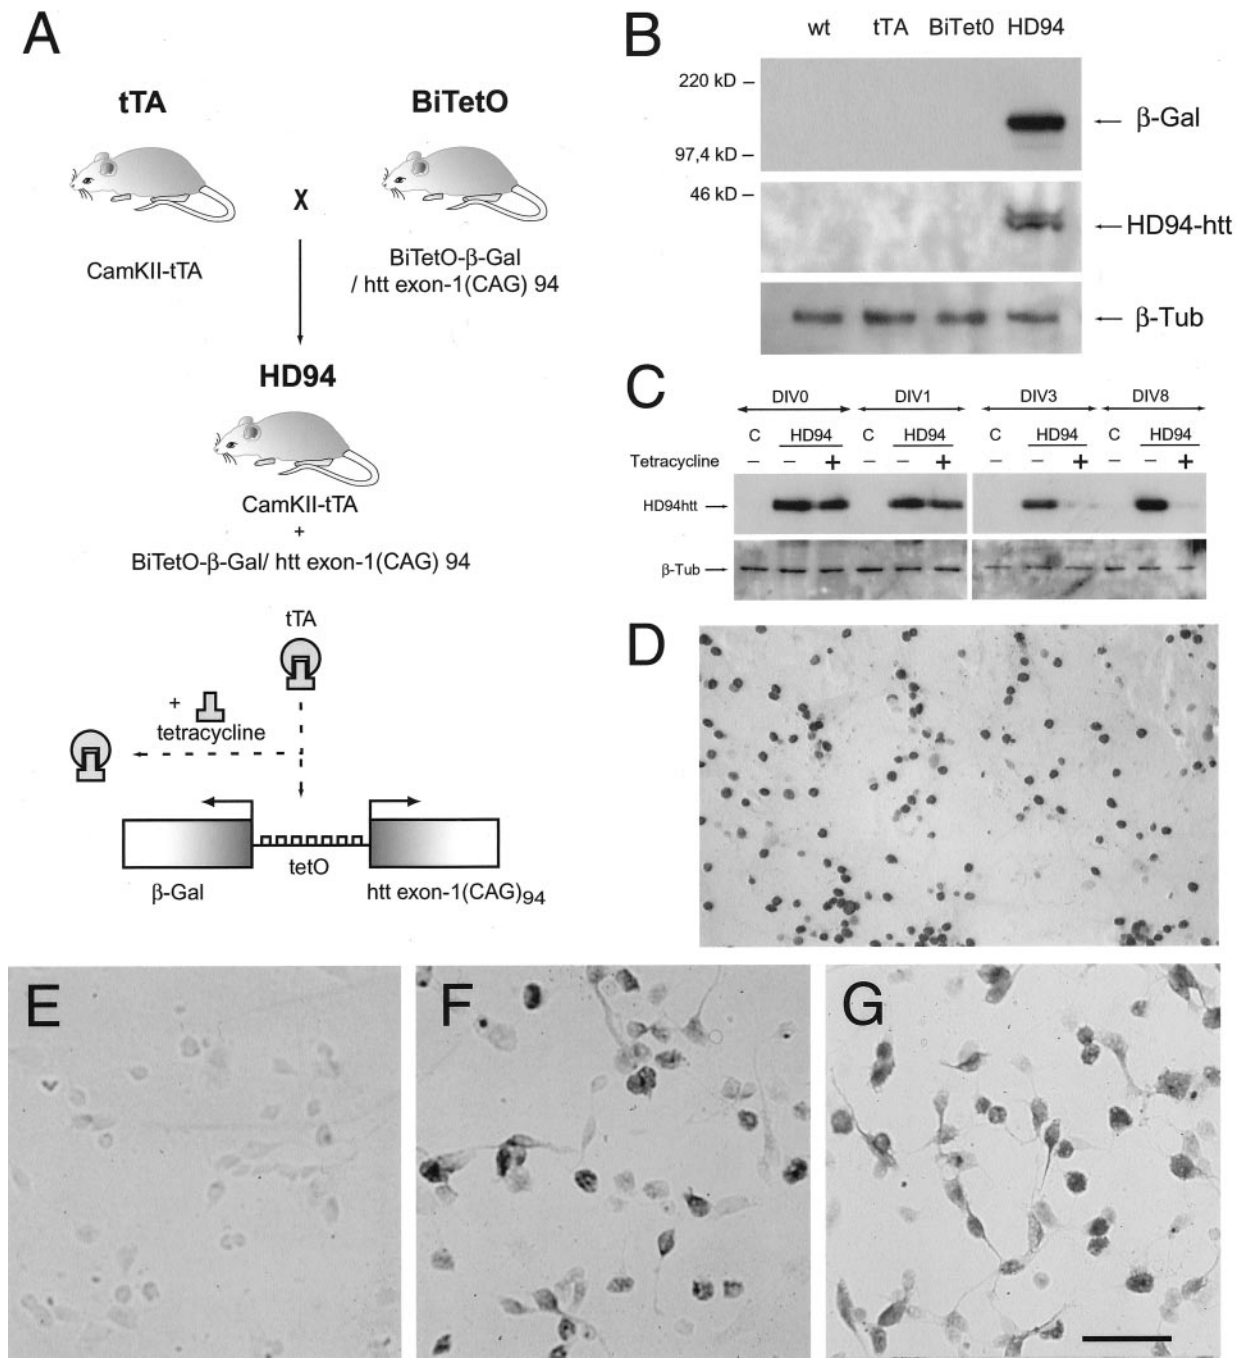 A
tTA
BiTetO
X
CamKII-tTA
BiTetO-β-Gal
/ htt exon-1(CAG) 94
HD94
CamKII-tTA
+
BiTetO-β-Gal/ htt exon-1(CAG) 94
tTA
+
tetracycline
tetO
β-Gal
htt exon-1(CAG)94
B
wt tTA BiTet0 HD94
220 kD
β-Gal
97,4 kD
46 kD
HD94-htt
β-Tub
C
DIV0 DIV1 DIV3 DIV8
C HD94 C HD94 C HD94 C HD94
Tetracycline − − + − − + − − + − − +
HD94htt
β-Tub
D
E
F
G